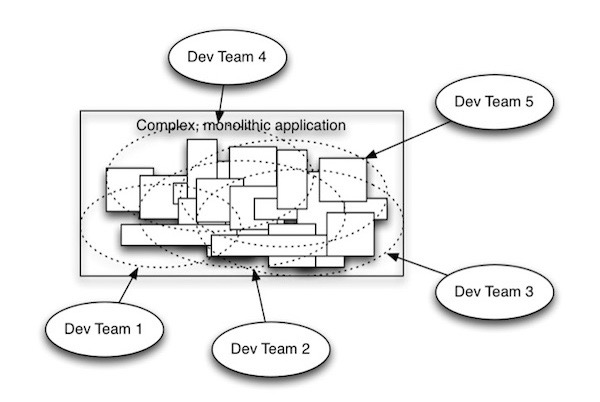 Dev Team 4
Dev Team 5
Complex, monolithic application
Dev Team 3
Dev Team 1
Dev Team 2